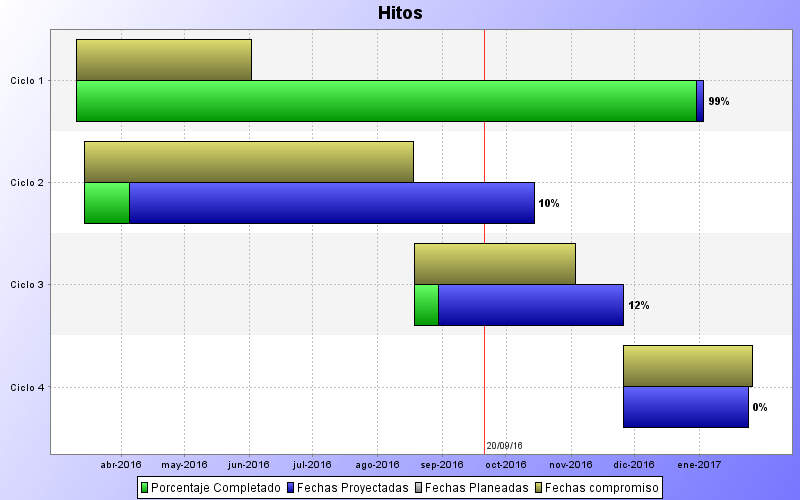 Hitos
Ciclo 1
99%
Ciclo 2
10%
Ciclo 3
12%
Ciclo 4
0%
20/09/16
abr-2016 may-2016 jun-2016 jul-2016 ago-2016 sep-2016 oct-2016 nov-2016 dic-2016 ene-2017
Porcentaje Completado Fechas Proyectadas Fechas Planeadas Fechas compromiso